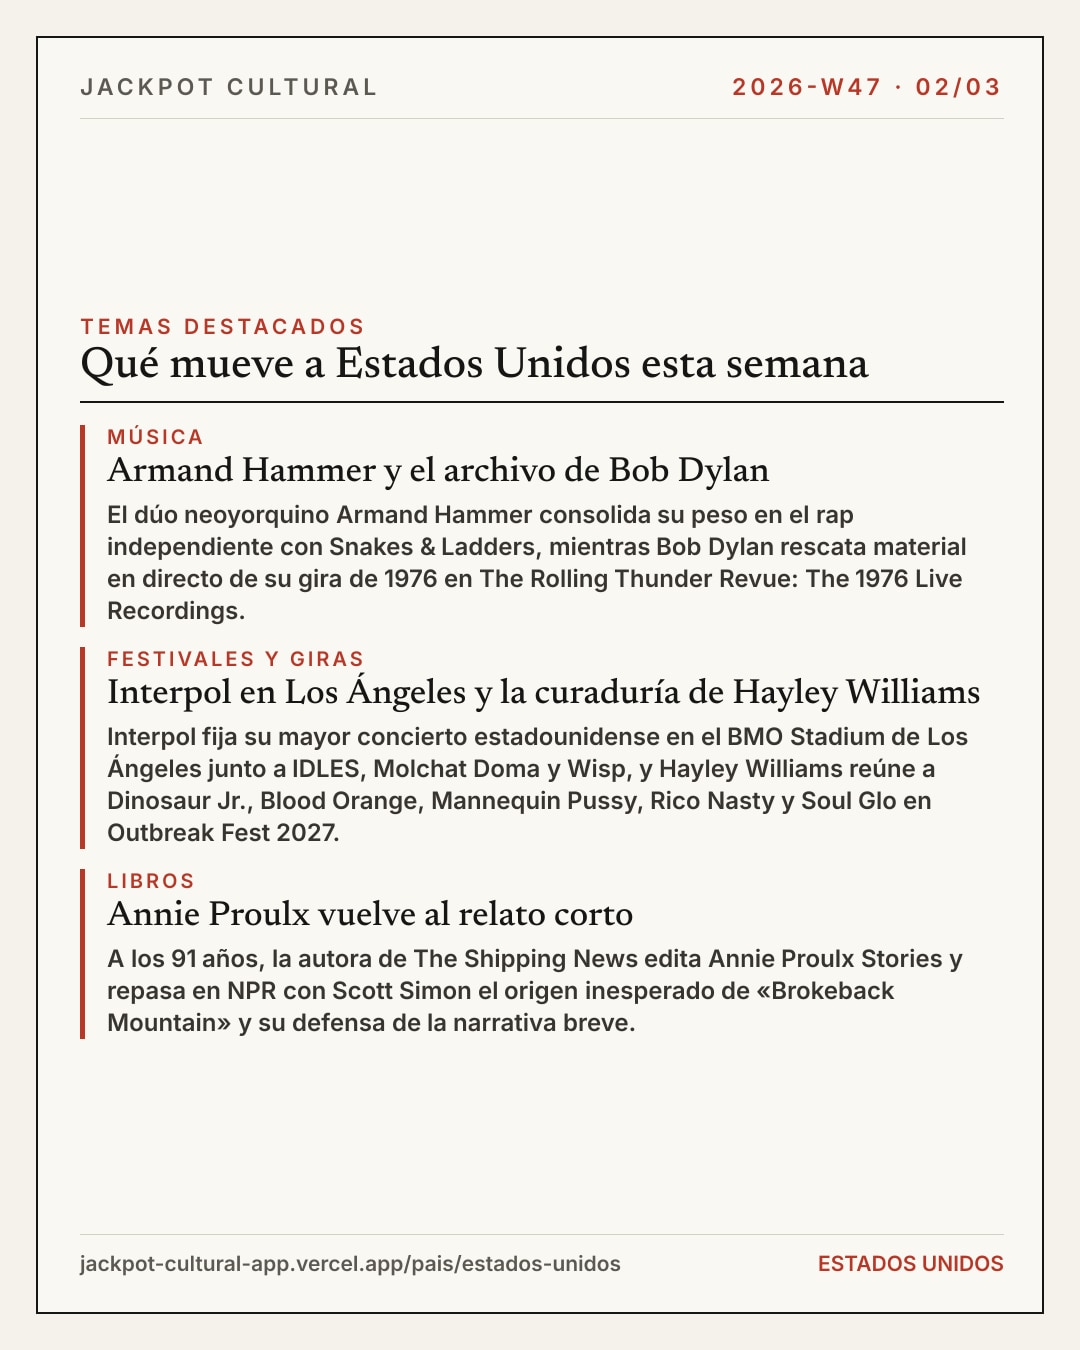 JACKPOT CULTURAL
2026-W47 · 02/03
TEMAS DESTACADOS
Qué mueve a Estados Unidos esta semana
MÚSICA
Armand Hammer y el archivo de Bob Dylan
El dúo neoyorquino Armand Hammer consolida su peso en el rap
independiente con Snakes & Ladders, mientras Bob Dylan rescata material
en directo de su gira de 1976 en The Rolling Thunder Revue: The 1976 Live
Recordings.
FESTIVALES Y GIRAS
Interpol en Los Ángeles y la curaduría de Hayley Williams
Interpol fija su mayor concierto estadounidense en el BMO Stadium de Los
Ángeles junto a IDLES, Molchat Doma y Wisp, y Hayley Williams reúne a
Dinosaur Jr., Blood Orange, Mannequin Pussy, Rico Nasty y Soul Glo en
Outbreak Fest 2027.
LIBROS
Annie Proulx vuelve al relato corto
A los 91 años, la autora de The Shipping News edita Annie Proulx Stories y
repasa en NPR con Scott Simon el origen inesperado de «Brokeback
Mountain» y su defensa de la narrativa breve.
jackpot-cultural-app.vercel.app/pais/estados-unidos
ESTADOS UNIDOS